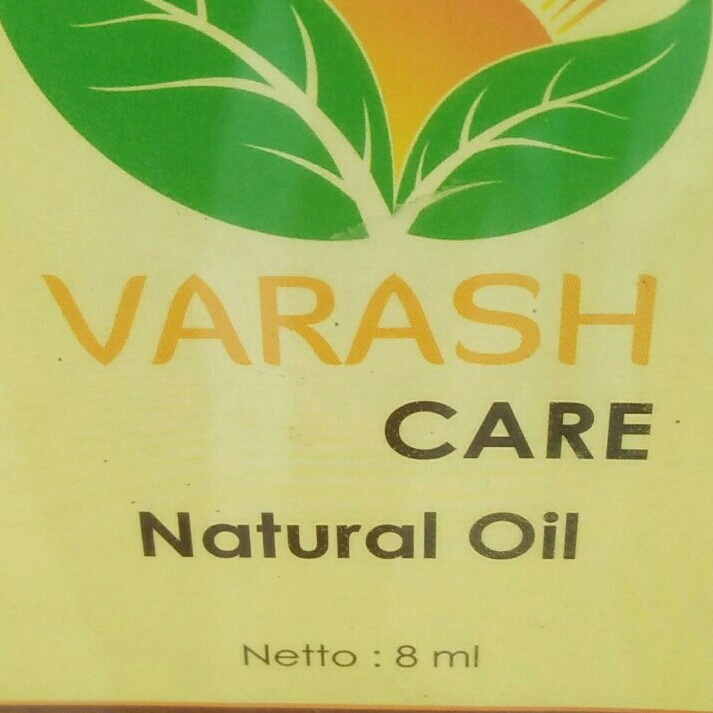 VARASH
CARE
Natural Oil
Netto : 8 ml